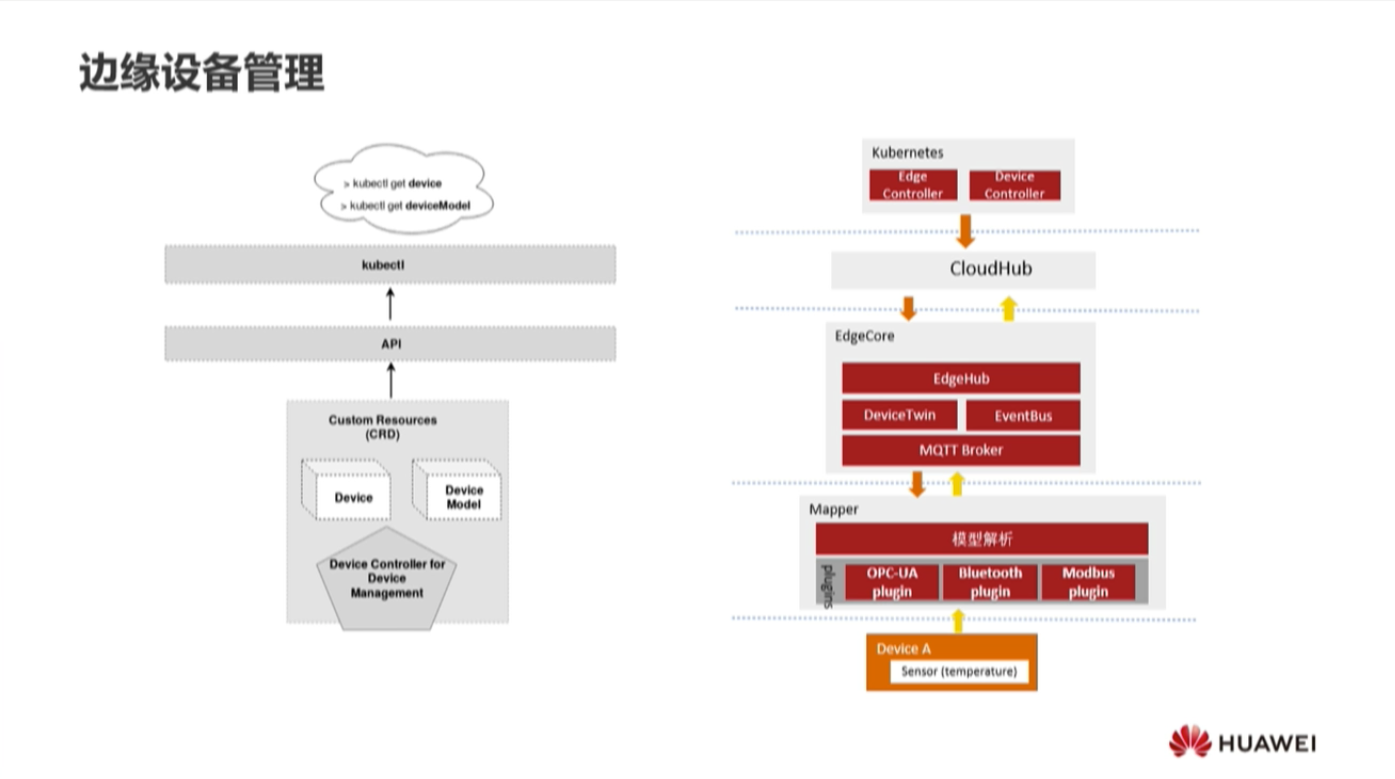 边缘设备管理
> kubectl get device
> kubectl get deviceModel
kubectl
API
Custom Resources
(CRD)
Device
Device
Model
Device Controller for
Device
Management
Kubernetes
Edge
Controller
Device
Controller
CloudHub
EdgeCore
EdgeHub
DeviceTwin
EventBus
MQTT Broker
Mapper
模型解析
plugins
OPC-UA
plugin
Bluetooth
plugin
Modbus
plugin
Device A
Sensor (temperature)
HUAWEI